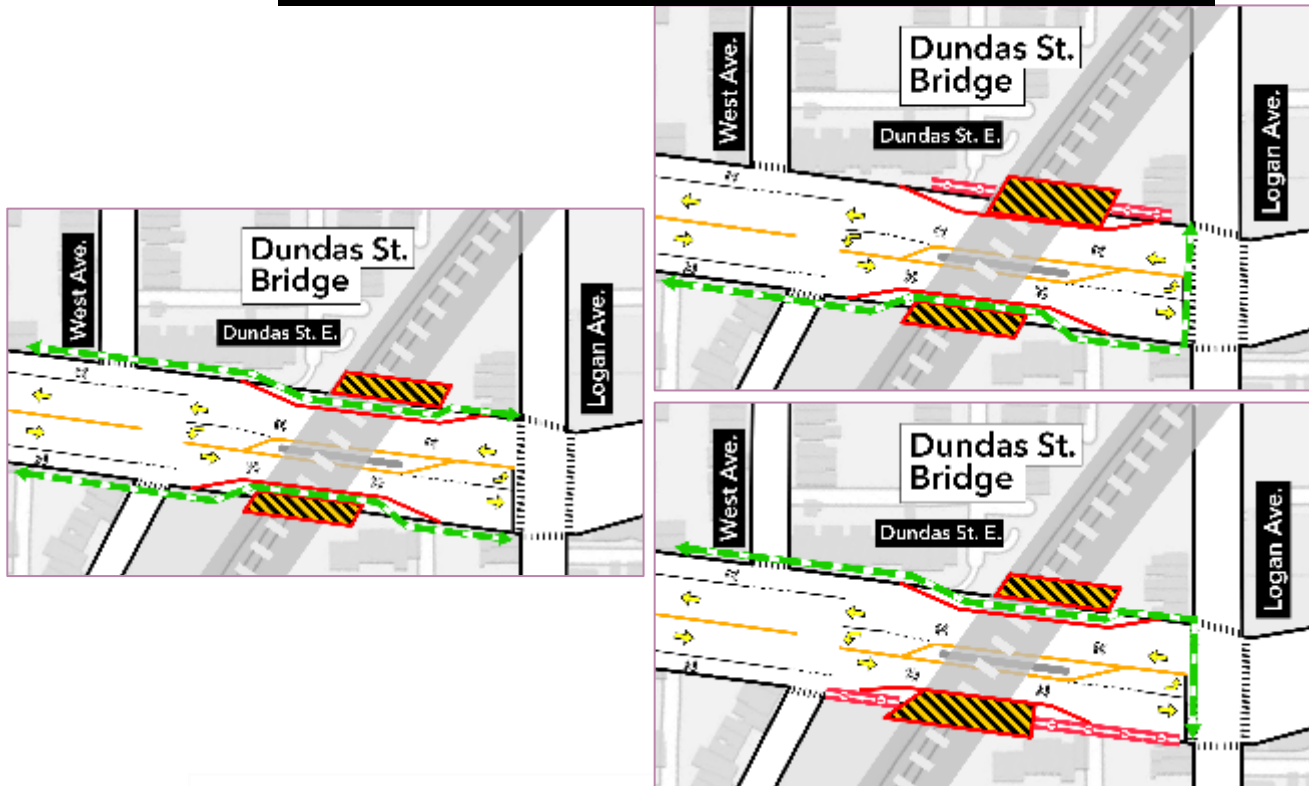 West Ave.
Dundas St.
Bridge
Dundas St. E.
Logan Ave.
West Ave.
Dundas St.
Bridge
Dundas St. E.
Logan Ave.
West Ave.
Dundas St.
Bridge
Dundas St. E.
Logan Ave.